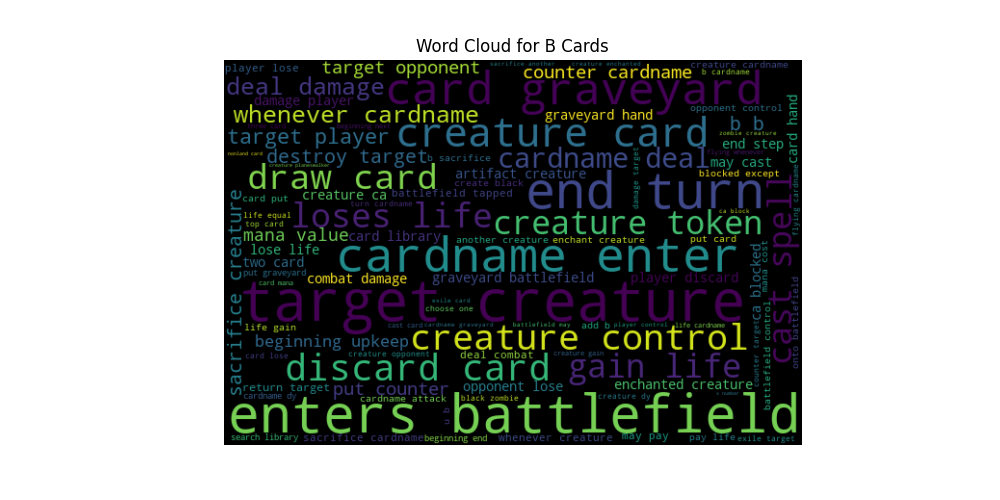 Word Cloud for B Cards
sacrifice another
creature enchanted
creature cardname
player lose
target opponent
counter cardname
b cardname
deal damage
card graveyard
damage player
opponent control
whenever cardname
graveyard hand
b b
card hand
beginning next
target player
creature card
zombie creature
end step
nonland card
destroy target
b sacrifice
cardname deal
flying whenever
may cast
creature planeswalker
artifact creature
damage target
draw card
create black
end turn
blocked except
flying cardname
card put
creature ca
battlefield tapped
turn cardname
life equal
top card
loses life
creature token
ca block
cast spell
mana value
card library
another creature
enchant creature
put card
lose life
cardname enter
mana cost
two card
put graveyard
card mana
combat damage
graveyard battlefield
player discard
ca blocked
sacrifice creature
target creature
exile card
choose one
onto battlefield
battlefield control
life gain
cast card
cardname graveyard
battlefield may
add b
player control
life cardname
counter target
beginning upkeep
creature control
card lose
creature opponent
deal combat
creature gain
discard card
gain life
return target
put counter
opponent lose
enchanted creature
cardname dy
cardname attack
black zombie
creature dy
u b
enters battlefield
search library
sacrifice cardname
beginning end
whenever creature
may pay
pay life
exile target